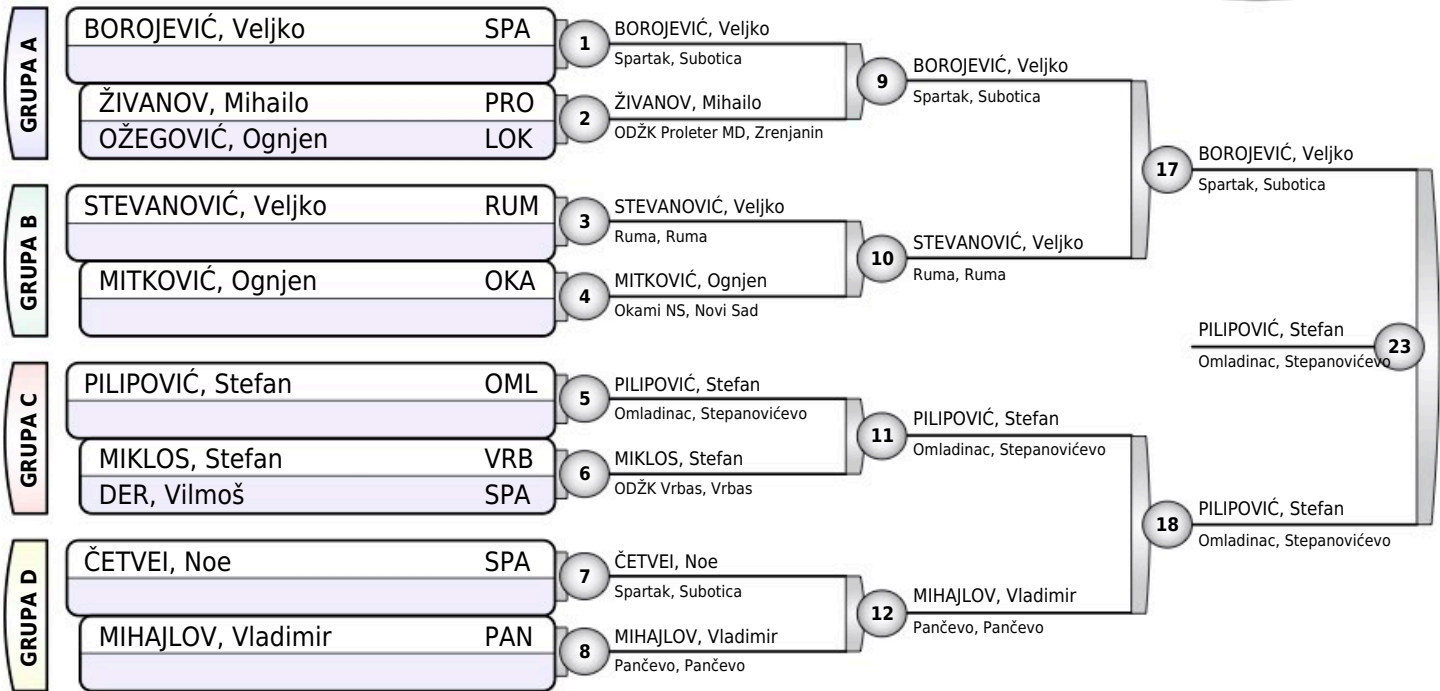 GRUPA A
BOROJEVIĆ, Veljko SPA
ŽIVANOV, Mihailo PRO
OŽEGOVIĆ, Ognjen LOK
GRUPA B
STEVANOVIĆ, Veljko RUM
MITKOVIĆ, Ognjen OKA
GRUPA C
PILIPOVIĆ, Stefan OML
MIKLOS, Stefan VRB
DER, Vilmoš SPA
GRUPA D
ČETVEI, Noe SPA
MIHAJLOV, Vladimir PAN
1
BOROJEVIĆ, Veljko
Spartak, Subotica
2
ŽIVANOV, Mihailo
ODŽK Proleter MD, Zrenjanin
3
STEVANOVIĆ, Veljko
Ruma, Ruma
4
MITKOVIĆ, Ognjen
Okami NS, Novi Sad
5
PILIPOVIĆ, Stefan
Omladinac, Stepanovićevo
6
MIKLOS, Stefan
ODŽK Vrbas, Vrbas
7
ČETVEI, Noe
Spartak, Subotica
8
MIHAJLOV, Vladimir
Pančevo, Pančevo
9
BOROJEVIĆ, Veljko
Spartak, Subotica
10
STEVANOVIĆ, Veljko
Ruma, Ruma
11
PILIPOVIĆ, Stefan
Omladinac, Stepanovićevo
12
MIHAJLOV, Vladimir
Pančevo, Pančevo
17
BOROJEVIĆ, Veljko
Spartak, Subotica
18
PILIPOVIĆ, Stefan
Omladinac, Stepanovićevo
PILIPOVIĆ, Stefan
Omladinac, Stepanovićevo
23